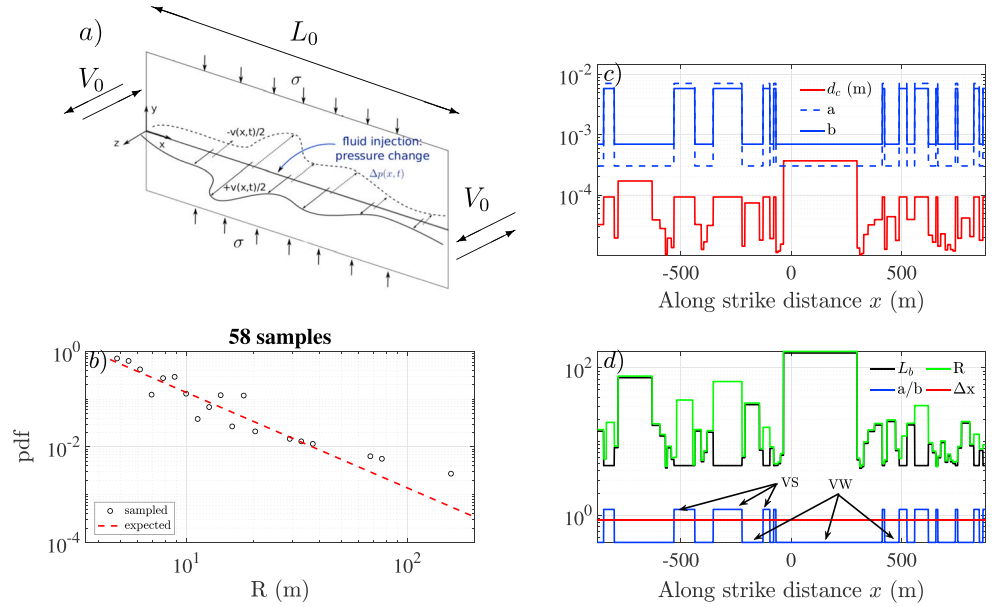 a)
L₀
V₀
σ
y
z
x
-v(x,t)/2
fluid injection:
pressure change
Δp(x,t)
+v(x,t)/2
V₀
σ
58 samples
b)
10⁰
10⁻²
10⁻⁴
pdf
sampled
expected
10¹
10²
R (m)
c)
10⁻²
10⁻³
10⁻⁴
d_c (m)
a
b
-500
0
500
Along strike distance x (m)
d)
10²
10⁰
L_b
R
a/b
Δx
VS
VW
-500
0
500
Along strike distance x (m)